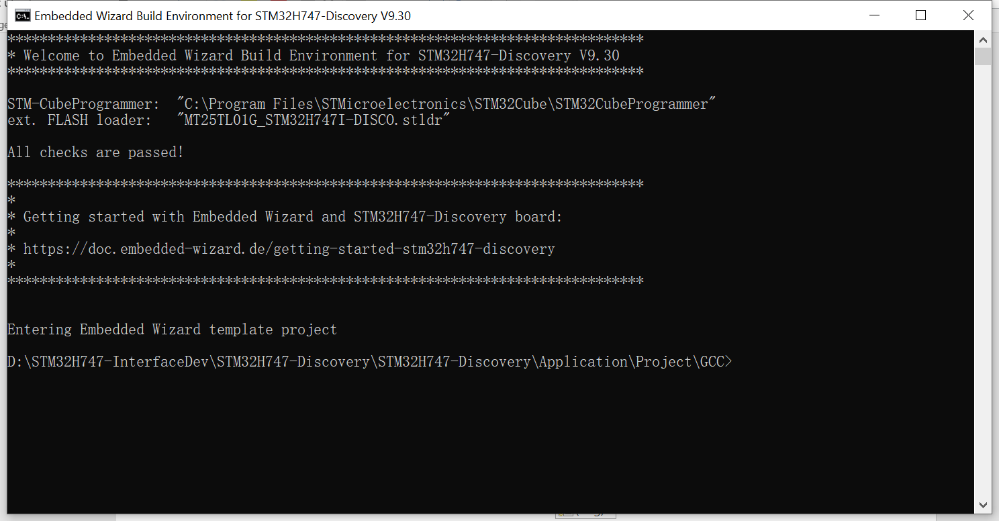 Embedded Wizard Build Environment for STM32H747-Discovery V9.30
*******************************************************************************
* Welcome to Embedded Wizard Build Environment for STM32H747-Discovery V9.30
*******************************************************************************
STM-CubeProgrammer: "C:\Program Files\STMicroelectronics\STM32Cube\STM32CubeProgrammer"
ext. FLASH loader: "MT25TL01G_STM32H747I-DISCO.stldr"
All checks are passed!
*******************************************************************************
*
* Getting started with Embedded Wizard and STM32H747-Discovery board:
*
* https://doc.embedded-wizard.de/getting-started-stm32h747-discovery
*
*******************************************************************************
Entering Embedded Wizard template project
D:\STM32H747-InterfaceDev\STM32H747-Discovery\STM32H747-Discovery\Application\Project\GCC>